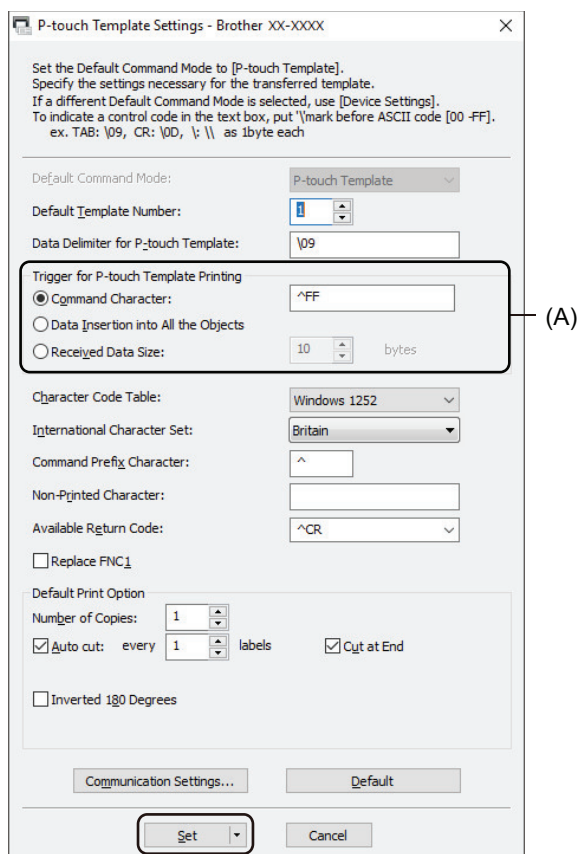 P-touch Template Settings - Brother XX-XXXX
Set the Default Command Mode to [P-touch Template].
Specify the settings necessary for the transferred template.
If a different Default Command Mode is selected, use [Device Settings].
To indicate a control code in the text box, put '\'mark before ASCII code [00 -FF].
ex. TAB: \09, CR: \0D, \: \\ as 1byte each
Default Command Mode: P-touch Template
Default Template Number: 1
Data Delimiter for P-touch Template: \09
Trigger for P-touch Template Printing
Command Character: ^FF
(A)
Data Insertion into All the Objects
Received Data Size: 10 bytes
Character Code Table: Windows 1252
International Character Set: Britain
Command Prefix Character: ^
Non-Printed Character:
Available Return Code: ^CR
Replace FNC1
Default Print Option
Number of Copies: 1
Auto cut: every 1 labels Cut at End
Inverted 180 Degrees
Communication Settings... Default
Set Cancel